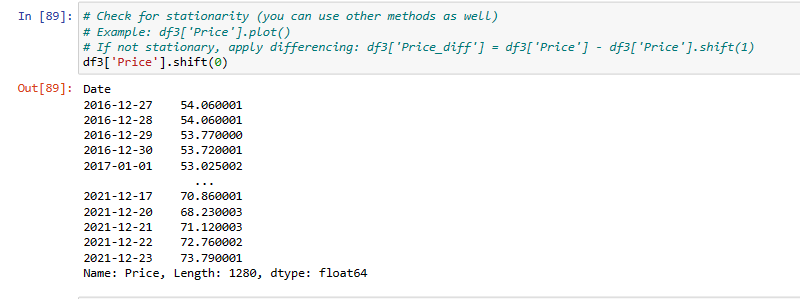 In [89]: # Check for stationarity (you can use other methods as well)
# Example: df3['Price'].plot()
# If not stationary, apply differencing: df3['Price_diff'] = df3['Price'] - df3['Price'].shift(1)
df3['Price'].shift(0)
Out[89]: Date
2016-12-27    54.060001
2016-12-28    54.060001
2016-12-29    53.770000
2016-12-30    53.720001
2017-01-01    53.025002
...
2021-12-17    70.860001
2021-12-20    68.230003
2021-12-21    71.120003
2021-12-22    72.760002
2021-12-23    73.790001
Name: Price, Length: 1280, dtype: float64